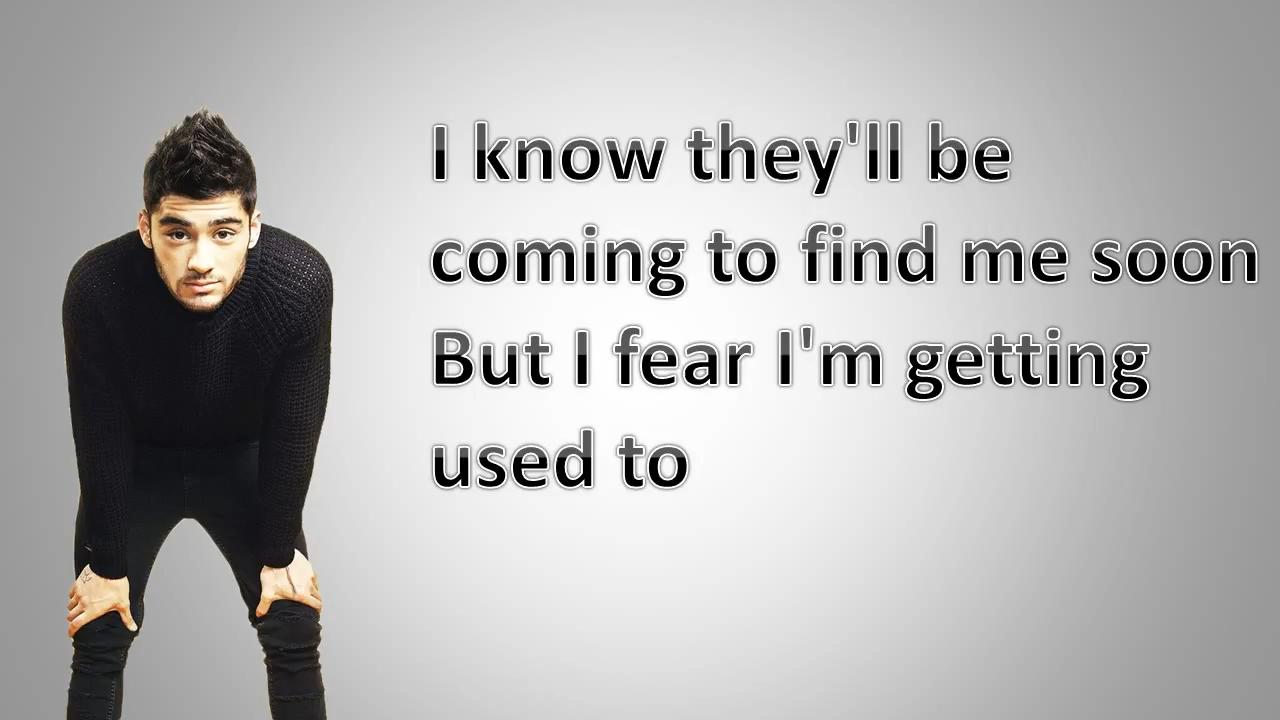 I know they'll be
coming to find me soon
But I fear I'm getting
used to